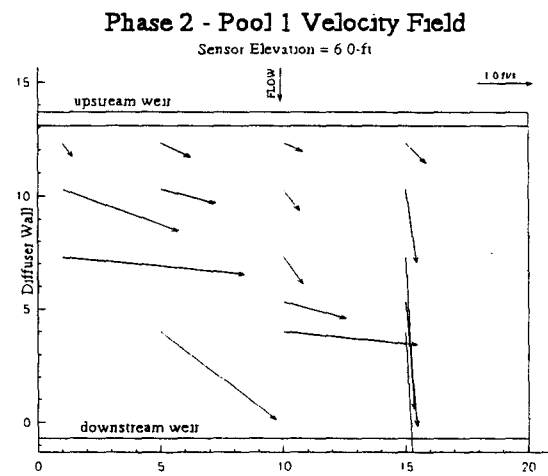 Phase 2 - Pool 1 Velocity Field
Sensor Elevation = 6 0-ft
FLOW
1 0 ft/s
15
upstream weir
10
Diffuser Wall
5
0
downstream weir
0
5
10
15
20